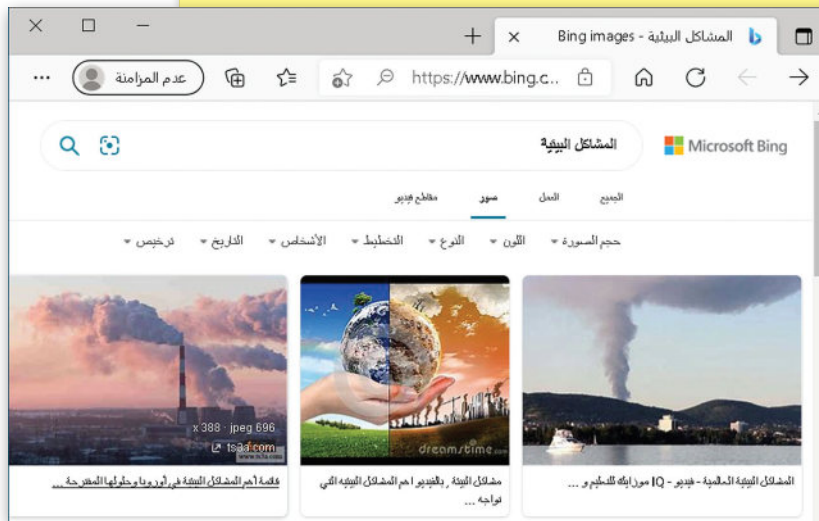 المشاكل البيئية - Bing images
عدم المزامنة
https://www.bing.c..
Microsoft Bing
المشاكل البيئية
الجميع العمل صور مقاطع فيديو
حجم الصورة اللون النوع التخطيط الأشخاص التاريخ ترخيص
x 388 · jpeg 696
ts3a.com
dreamstime.com
المشاكل البيئية العالمية - فيديو - IQ موزاييك للتعليم و ...
مشاكل البيئة , بالفيديو اهم المشاكل البيئيه التي
تواجه ...
قائمة أهم المشاكل البيئية في أوروبا وحلولها المقترحة ...